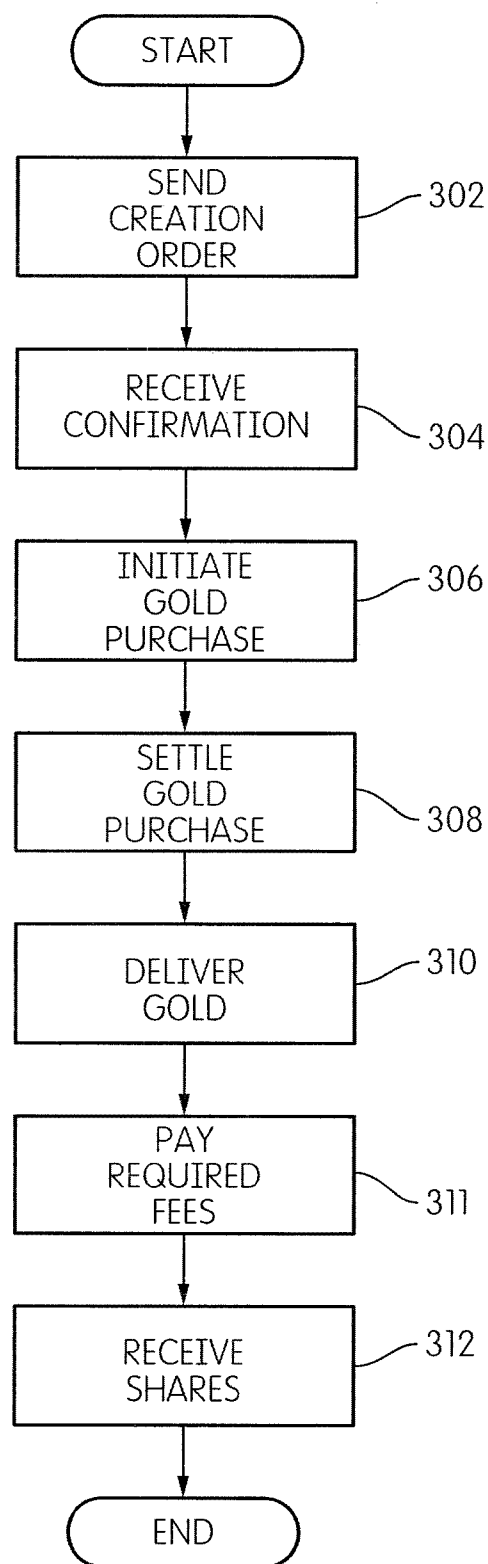 START
SEND
CREATION
ORDER
302
RECEIVE
CONFIRMATION
304
INITIATE
GOLD
PURCHASE
306
SETTLE
GOLD
PURCHASE
308
DELIVER
GOLD
310
PAY
REQUIRED
FEES
311
RECEIVE
SHARES
312
END